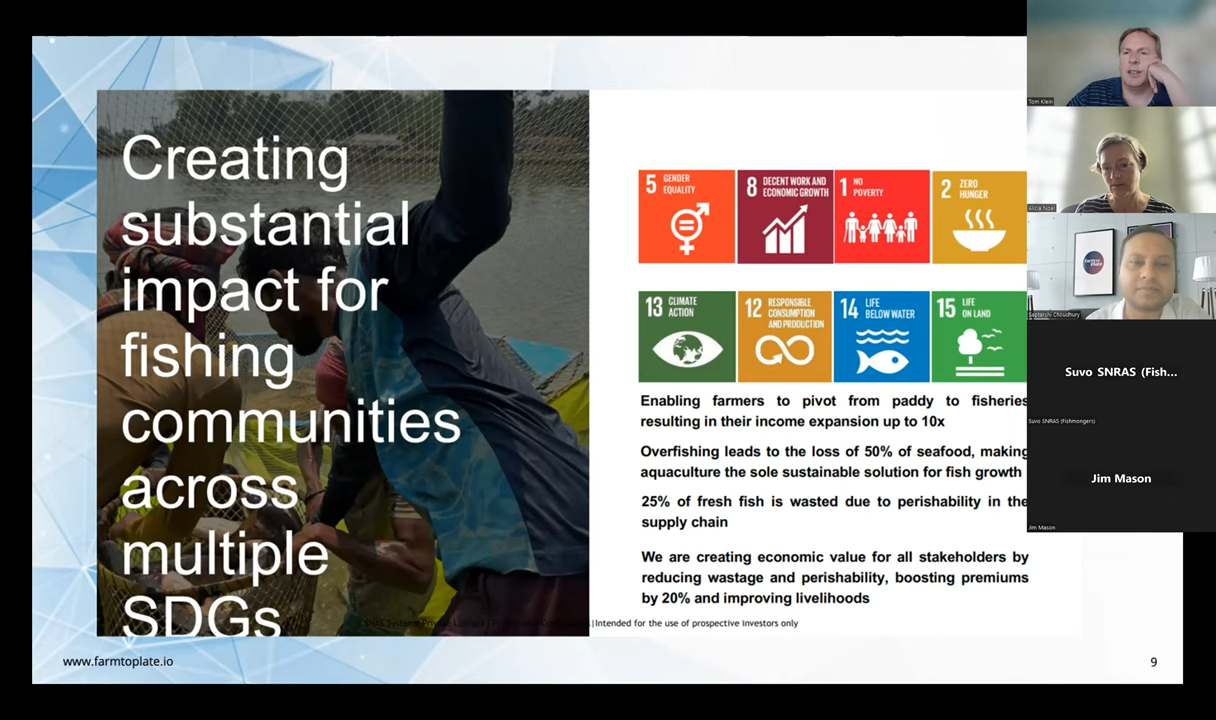 Creating
substantial
impact for
fishing
communities
across
multiple
SDGs
5 GENDER
EQUALITY
8 DECENT WORK AND
ECONOMIC GROWTH
1 NO
POVERTY
2 ZERO
HUNGER
13 CLIMATE
ACTION
12 RESPONSIBLE
CONSUMPTION
AND PRODUCTION
14 LIFE
BELOW WATER
15 LIFE
ON LAND
Enabling farmers to pivot from paddy to fisheries
resulting in their income expansion up to 10x
Overfishing leads to the loss of 50% of seafood, making
aquaculture the sole sustainable solution for fish growth
25% of fresh fish is wasted due to perishability in the
supply chain
We are creating economic value for all stakeholders by
reducing wastage and perishability, boosting premiums
by 20% and improving livelihoods
|Intended for the use of prospective investors only
www.farmtoplate.io
9
Tom Klein
farm to
plate
Saptarshi Choudhury
Suvo SNRAS (Fish...
Suvo SNRAS (Fishmongers)
Jim Mason
Jim Mason